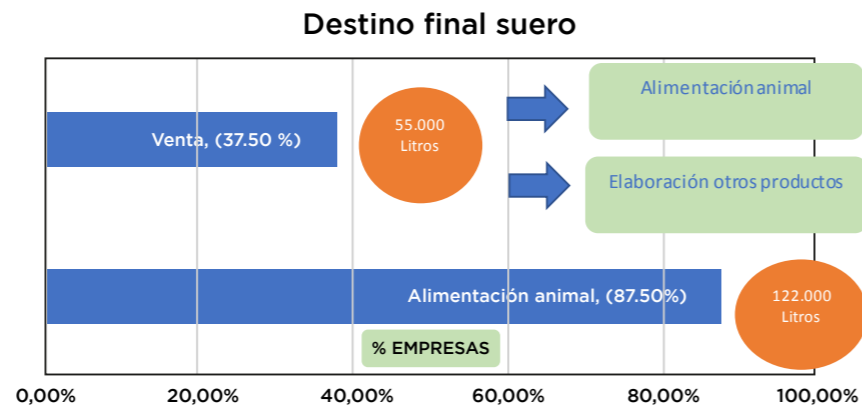 Destino final suero
Venta, (37.50 %)
55.000
Litros
Alimentación animal
Elaboración otros productos
Alimentación animal, (87.50%)
122.000
Litros
% EMPRESAS
0,00%
20,00%
40,00%
60,00%
80,00%
100,00%